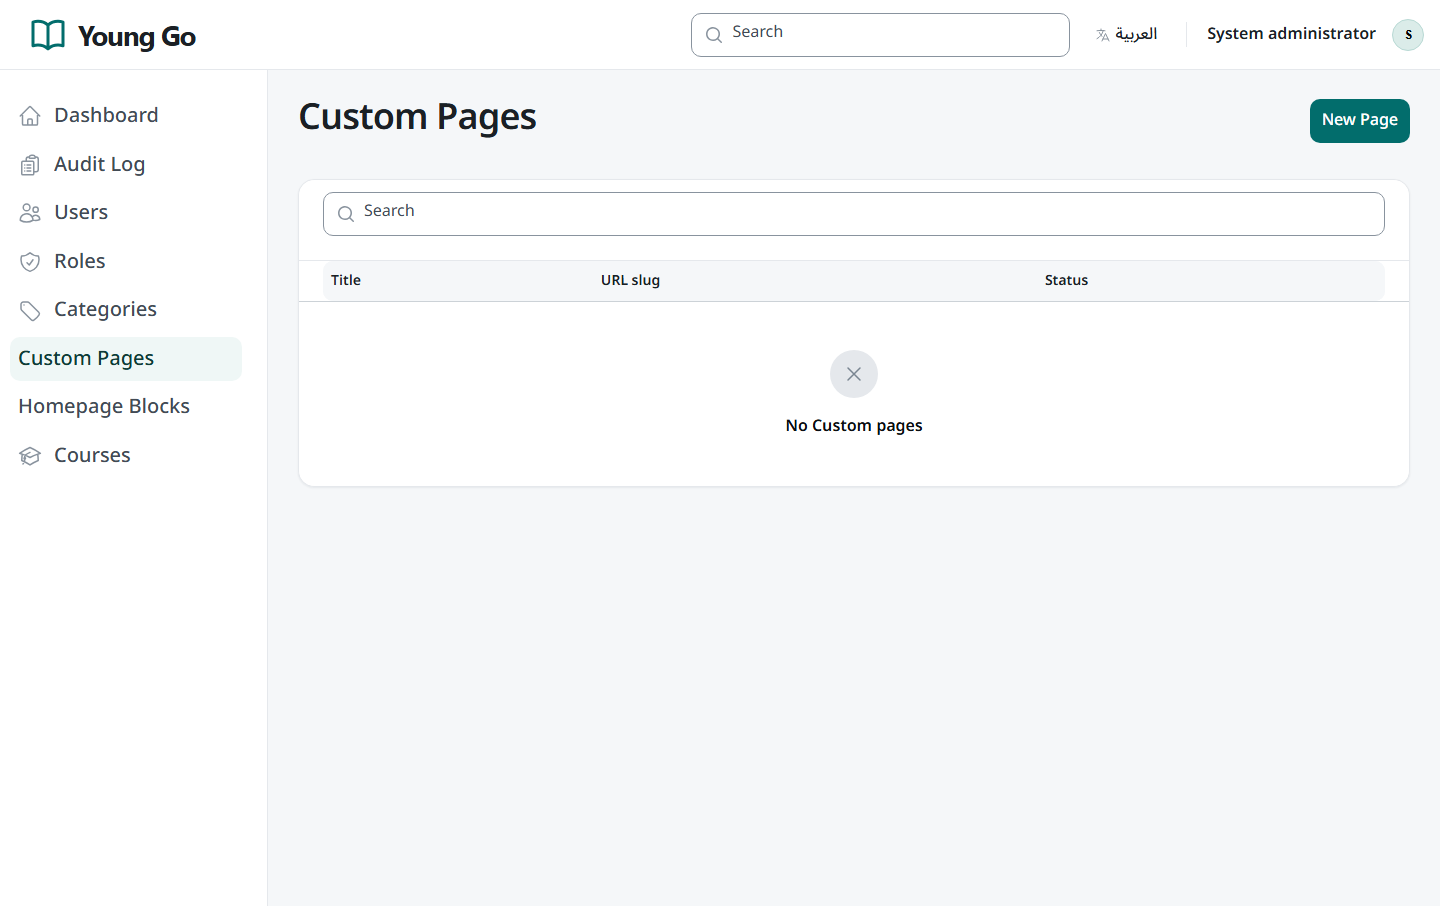 Young Go
Search
العربية
System administrator
S
Dashboard
Audit Log
Users
Roles
Categories
Custom Pages
Homepage Blocks
Courses
Custom Pages
New Page
Search
Title
URL slug
Status
No Custom pages